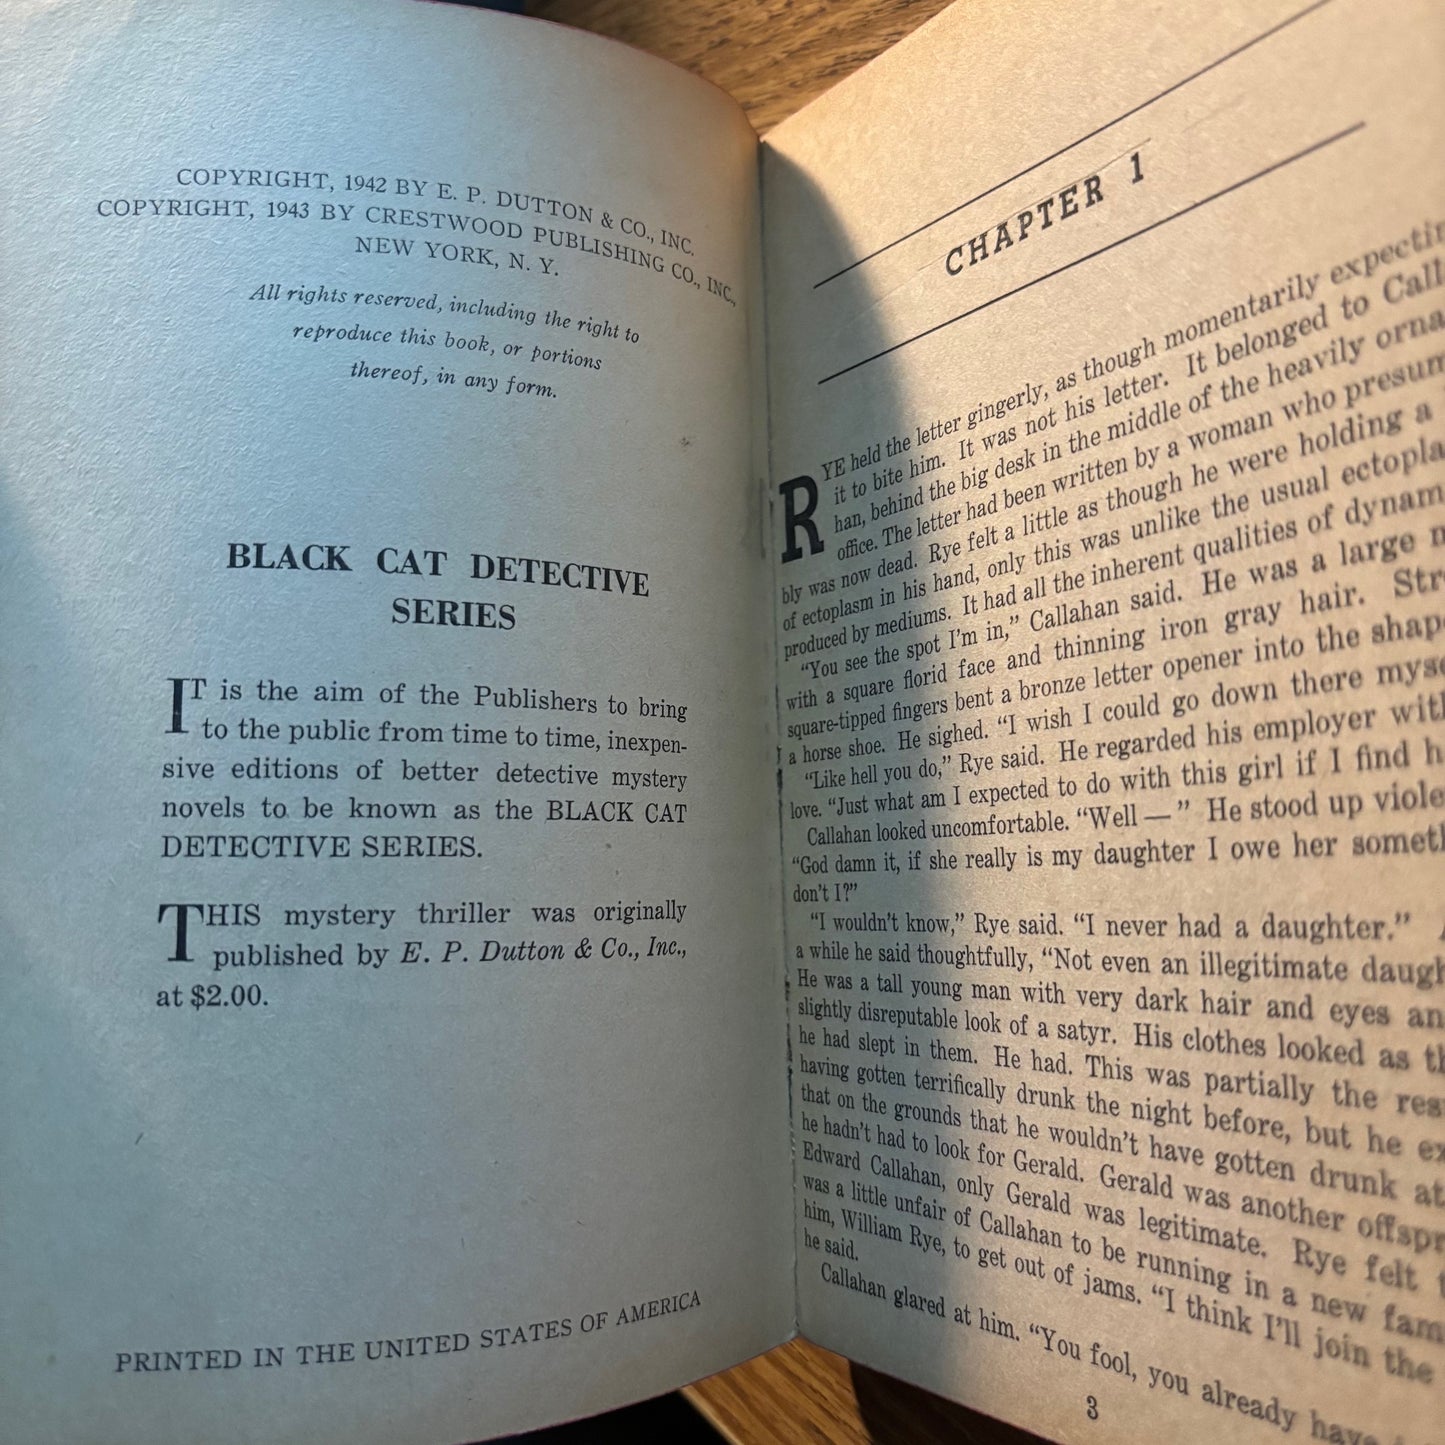 COPYRIGHT, 1942 BY E. P. DUTTON & CO., INC.
COPYRIGHT, 1943 BY CRESTWOOD PUBLISHING CO., INC.,
NEW YORK, N. Y.
All rights reserved, including the right to
reproduce this book, or portions
thereof, in any form.
BLACK CAT DETECTIVE
SERIES
IT is the aim of the Publishers to bring
to the public from time to time, inexpen-
sive editions of better detective mystery
novels to be known as the BLACK CAT
DETECTIVE SERIES.
THIS mystery thriller was originally
published by E. P. Dutton & Co., Inc.,
at $2.00.
PRINTED IN THE UNITED STATES OF AMERICA
CHAPTER 1
RYE held the letter gingerly, as though momentarily
it to bite him. It was not his letter. It belonged to
han, behind the big desk in the middle of the heavily
office. The letter had been written by a woman who
bly was now dead. Rye felt a little as though he were holding a
of ectoplasm in his hand, only this was unlike the usual
produced by mediums. It had all the inherent qualities of
“You see the spot I’m in,” Callahan said. He was a large
with a square florid face and thinning iron gray hair.
square-tipped fingers bent a bronze letter opener into the
a horse shoe. He sighed. “I wish I could go down there
“Like hell you do,” Rye said. He regarded his employer
love. “Just what am I expected to do with this girl if I find
Callahan looked uncomfortable. “Well — ” He stood up
“God damn it, if she really is my daughter I owe her
don’t I?”
“I wouldn’t know,” Rye said. “I never had a daughter.”
a while he said thoughtfully, “Not even an illegitimate
He was a tall young man with very dark hair and eyes
slightly disreputable look of a satyr. His clothes looked as
he had slept in them. He had. This was partially the
having gotten terrifically drunk the night before, but he
that on the grounds that he wouldn’t have gotten drunk
he hadn’t had to look for Gerald. Gerald was another
Edward Callahan, only Gerald was legitimate. Rye felt
was a little unfair of Callahan to be running in a new
him, William Rye, to get out of jams. “I think I’ll join the
he said.
Callahan glared at him. “You fool, you already have
3